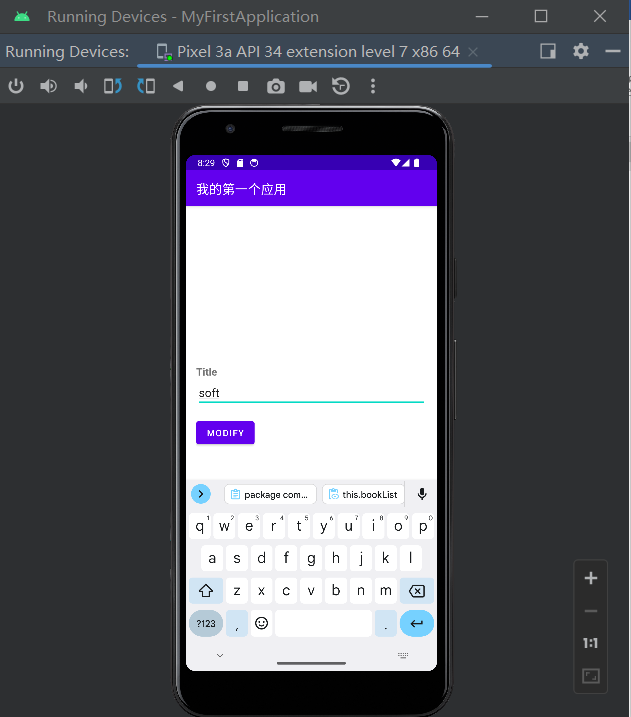 Running Devices - MyFirstApplication
Running Devices: Pixel 3a API 34 extension level 7 x86 64
8:29
我的第一个应用
Title
soft
MODIFY
package com... this.bookList
q1 w2 e3 r4 t5 y6 u7 i8 o9 p0
a s d f g h j k l
z x c v b n m
?123 , .
1:1